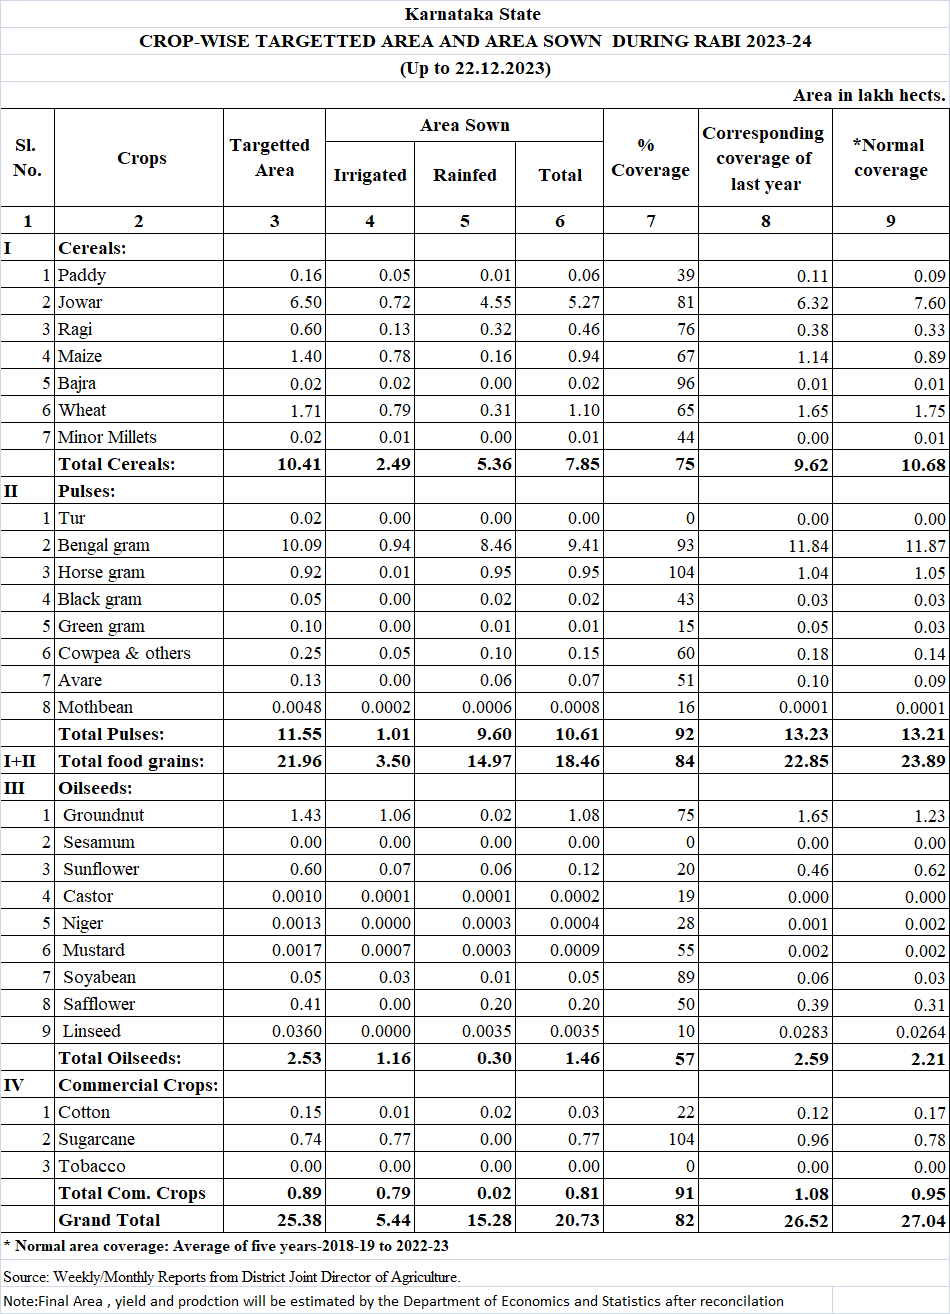 Karnataka State
CROP-WISE TARGETTED AREA AND AREA SOWN DURING RABI 2023-24
(Up to 22.12.2023)
Area in lakh hects.
Sl. No. Crops Targetted Area Area Sown % Coverage Corresponding coverage of last year *Normal coverage
Irrigated Rainfed Total
1 2 3 4 5 6 7 8 9
I Cereals:
1 Paddy 0.16 0.05 0.01 0.06 39 0.11 0.09
2 Jowar 6.50 0.72 4.55 5.27 81 6.32 7.60
3 Ragi 0.60 0.13 0.32 0.46 76 0.38 0.33
4 Maize 1.40 0.78 0.16 0.94 67 1.14 0.89
5 Bajra 0.02 0.02 0.00 0.02 96 0.01 0.01
6 Wheat 1.71 0.79 0.31 1.10 65 1.65 1.75
7 Minor Millets 0.02 0.01 0.00 0.01 44 0.00 0.01
Total Cereals: 10.41 2.49 5.36 7.85 75 9.62 10.68
II Pulses:
1 Tur 0.02 0.00 0.00 0.00 0 0.00 0.00
2 Bengal gram 10.09 0.94 8.46 9.41 93 11.84 11.87
3 Horse gram 0.92 0.01 0.95 0.95 104 1.04 1.05
4 Black gram 0.05 0.00 0.02 0.02 43 0.03 0.03
5 Green gram 0.10 0.00 0.01 0.01 15 0.05 0.03
6 Cowpea & others 0.25 0.05 0.10 0.15 60 0.18 0.14
7 Avare 0.13 0.00 0.06 0.07 51 0.10 0.09
8 Mothbean 0.0048 0.0002 0.0006 0.0008 16 0.0001 0.0001
Total Pulses: 11.55 1.01 9.60 10.61 92 13.23 13.21
I+II Total food grains: 21.96 3.50 14.97 18.46 84 22.85 23.89
III Oilseeds:
1 Groundnut 1.43 1.06 0.02 1.08 75 1.65 1.23
2 Sesamum 0.00 0.00 0.00 0.00 0 0.00 0.00
3 Sunflower 0.60 0.07 0.06 0.12 20 0.46 0.62
4 Castor 0.0010 0.0001 0.0001 0.0002 19 0.000 0.000
5 Niger 0.0013 0.0000 0.0003 0.0004 28 0.001 0.002
6 Mustard 0.0017 0.0007 0.0003 0.0009 55 0.002 0.002
7 Soyabean 0.05 0.03 0.01 0.05 89 0.06 0.03
8 Safflower 0.41 0.00 0.20 0.20 50 0.39 0.31
9 Linseed 0.0360 0.0000 0.0035 0.0035 10 0.0283 0.0264
Total Oilseeds: 2.53 1.16 0.30 1.46 57 2.59 2.21
IV Commercial Crops:
1 Cotton 0.15 0.01 0.02 0.03 22 0.12 0.17
2 Sugarcane 0.74 0.77 0.00 0.77 104 0.96 0.78
3 Tobacco 0.00 0.00 0.00 0.00 0 0.00 0.00
Total Com. Crops 0.89 0.79 0.02 0.81 91 1.08 0.95
Grand Total 25.38 5.44 15.28 20.73 82 26.52 27.04
* Normal area coverage: Average of five years-2018-19 to 2022-23
Source: Weekly/Monthly Reports from District Joint Director of Agriculture.
Note:Final Area , yield and prodction will be estimated by the Department of Economics and Statistics after reconcilation